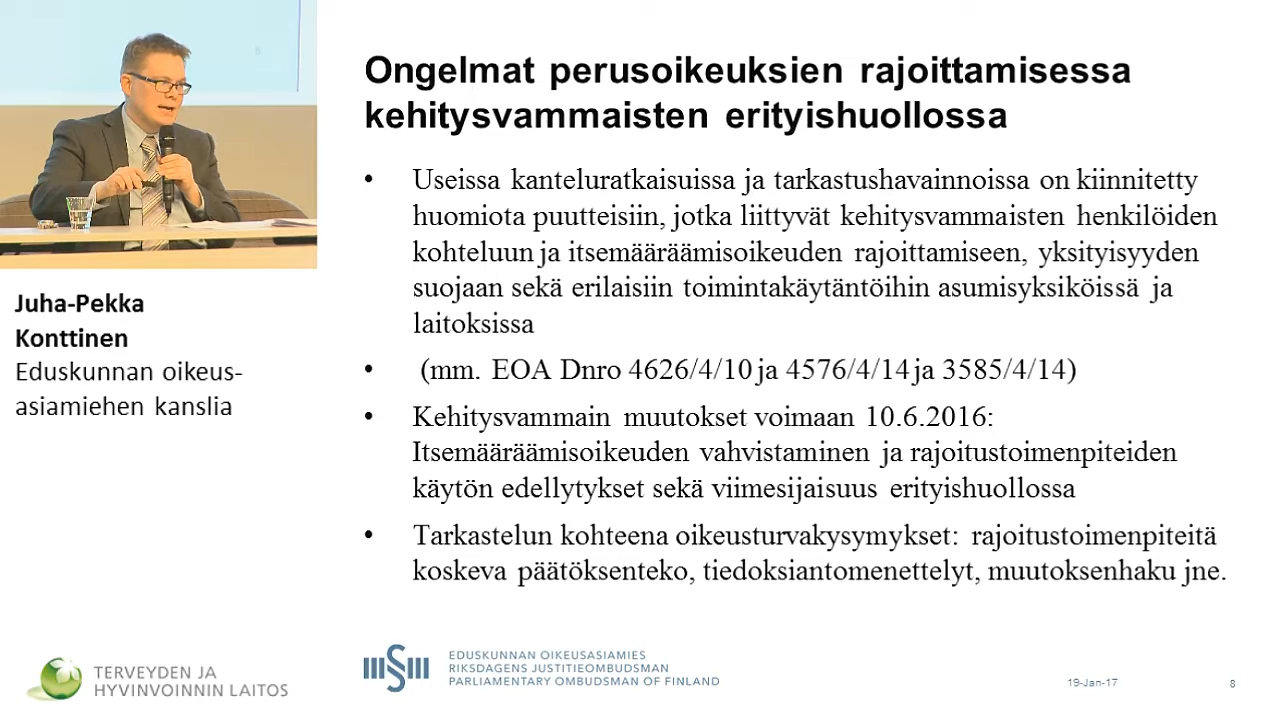 Ongelmat perusoikeuksien rajoittamisessa
kehitysvammaisten erityishuollossa
• Useissa kanteluratkaisuissa ja tarkastushavainnoissa on kiinnitetty
huomiota puutteisiin, jotka liittyvät kehitysvammaisten henkilöiden
kohteluun ja itsemääräämisoikeuden rajoittamiseen, yksityisyyden
suojaan sekä erilaisiin toimintakäytäntöihin asumisyksiköissä ja
laitoksissa
• (mm. EOA Dnro 4626/4/10 ja 4576/4/14 ja 3585/4/14)
• Kehitysvammain muutokset voimaan 10.6.2016:
Itsemääräämisoikeuden vahvistaminen ja rajoitustoimenpiteiden
käytön edellytykset sekä viimesijaisuus erityishuollossa
• Tarkastelun kohteena oikeusturvakysymykset: rajoitustoimenpiteitä
koskeva päätöksenteko, tiedoksiantomenettelyt, muutoksenhaku jne.
Juha-Pekka
Konttinen
Eduskunnan oikeus-
asiamiehen kanslia
TERVEYDEN JA
HYVINVOINNIN LAITOS
EDUSKUNNAN OIKEUSASIAMIES
RIKSDAGENS JUSTITIEOMBUDSMAN
PARLIAMENTARY OMBUDSMAN OF FINLAND
19-Jan-17
8